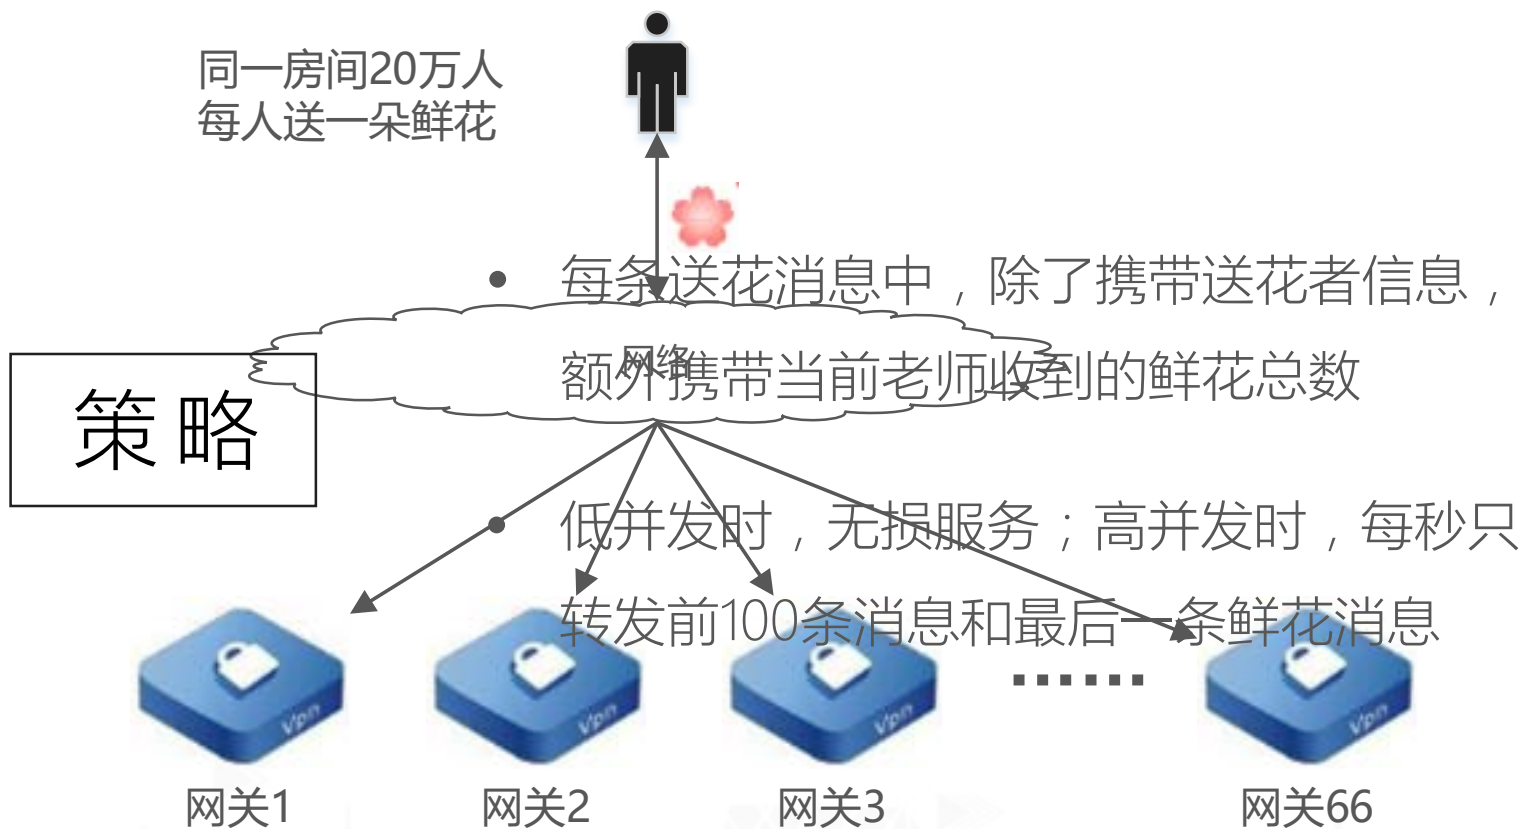 同一房间20万人
每人送一朵鲜花
每条送花消息中，除了携带送花者信息，
网络
额外携带当前老师收到的鲜花总数
策略
低并发时，无损服务；高并发时，每秒只
转发前100条消息和最后一条鲜花消息
Vpn
Vpn
Vpn
Vpn
网关1
网关2
网关3
网关66